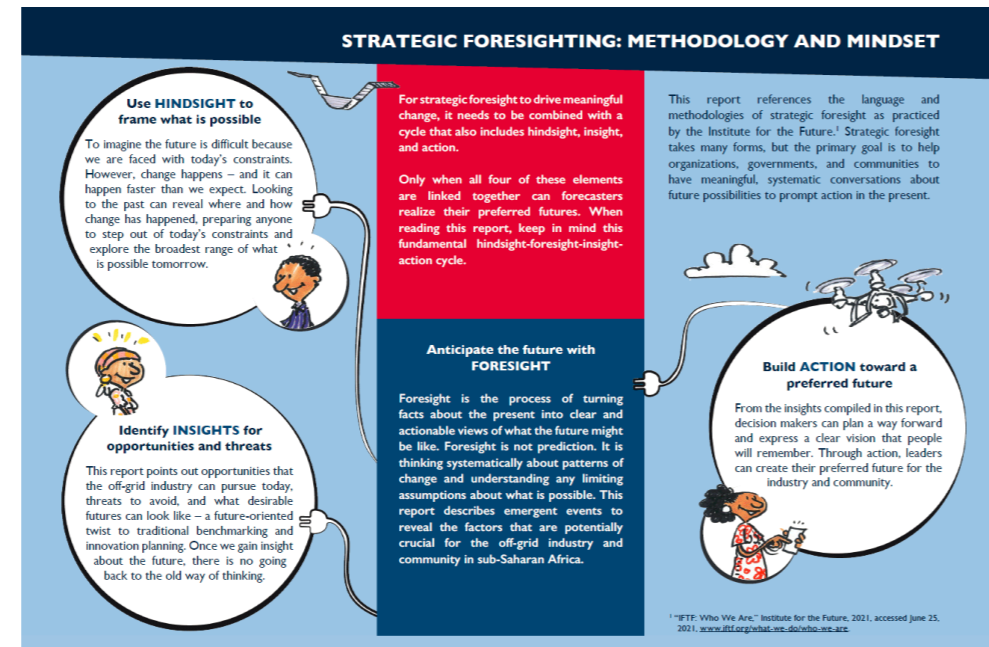 STRATEGIC FORESIGHTING: METHODOLOGY AND MINDSET
Use HINDSIGHT to
frame what is possible
To imagine the future is difficult because
we are faced with today's constraints.
However, change happens – and it can
happen faster than we expect. Looking
to the past can reveal where and how
change has happened, preparing anyone
to step out of today's constraints and
explore the broadest range of what
is possible tomorrow.
Identify INSIGHTS for
opportunities and threats
This report points out opportunities that
the off-grid industry can pursue today,
threats to avoid, and what desirable
futures can look like – a future-oriented
twist to traditional benchmarking and
innovation planning. Once we gain insight
about the future, there is no going
back to the old way of thinking.
For strategic foresight to drive meaningful
change, it needs to be combined with a
cycle that also includes hindsight, insight,
and action.
Only when all four of these elements
are linked together can forecasters
realize their preferred futures. When
reading this report, keep in mind this
fundamental hindsight-foresight-insight-
action cycle.
Anticipate the future with
FORESIGHT
Foresight is the process of turning
facts about the present into clear and
actionable views of what the future might
be like. Foresight is not prediction. It is
thinking systematically about patterns of
change and understanding any limiting
assumptions about what is possible. This
report describes emergent events to
reveal the factors that are potentially
crucial for the off-grid industry and
community in sub-Saharan Africa.
This report references the language and
methodologies of strategic foresight as practiced
by the Institute for the Future.¹ Strategic foresight
takes many forms, but the primary goal is to help
organizations, governments, and communities to
have meaningful, systematic conversations about
future possibilities to prompt action in the present.
Build ACTION toward a
preferred future
From the insights compiled in this report,
decision makers can plan a way forward
and express a clear vision that people
will remember. Through action, leaders
can create their preferred future for the
industry and community.
¹ "IFTF: Who We Are," Institute for the Future, 2021, accessed June 25,
2021, www.iftf.org/what-we-do/who-we-are.